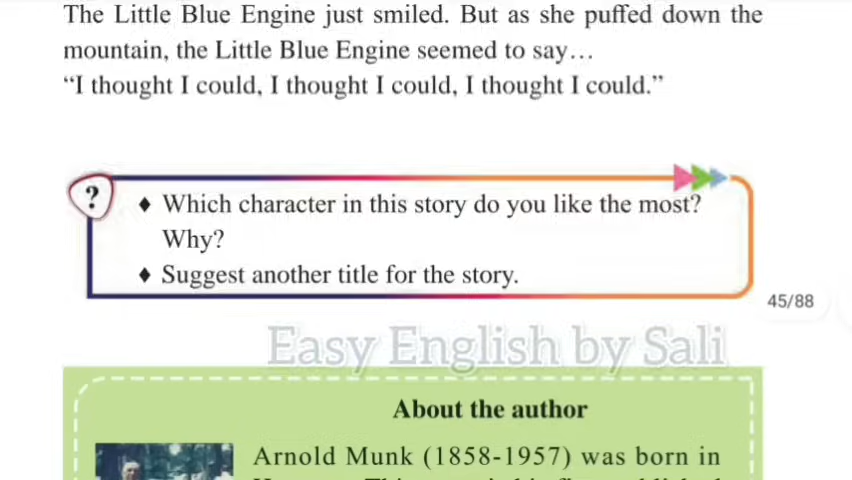 The Little Blue Engine just smiled. But as she puffed down the
mountain, the Little Blue Engine seemed to say…
“I thought I could, I thought I could, I thought I could.”
?
♦ Which character in this story do you like the most?
Why?
♦ Suggest another title for the story.
45/88
Easy English by Sali
About the author
Arnold Munk (1858-1957) was born in